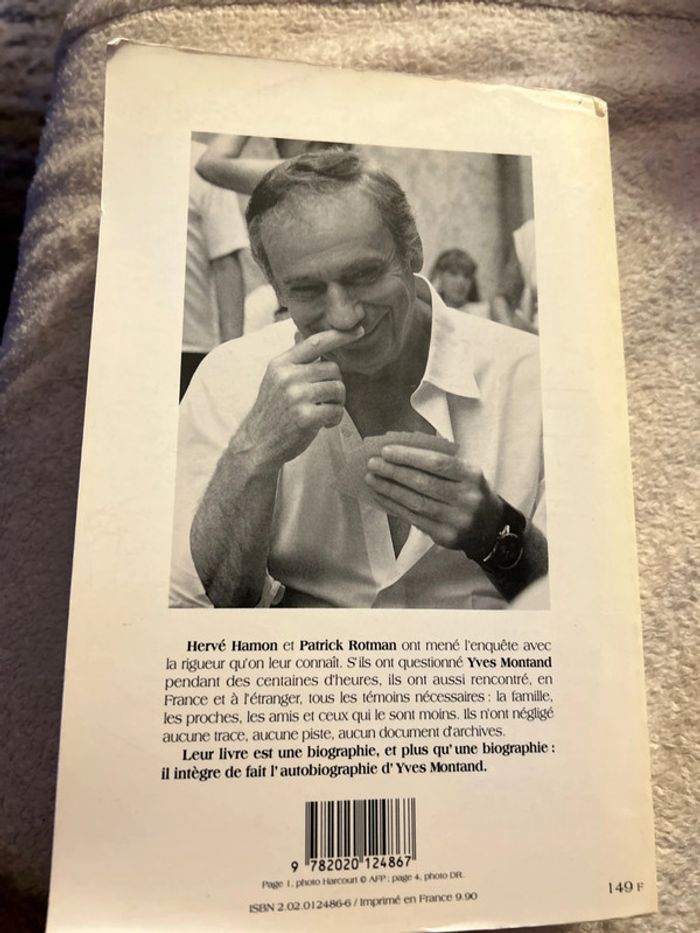 Hervé Hamon et Patrick Rotman ont mené l'enquête avec
la rigueur qu'on leur connaît. S'ils ont questionné Yves Montand
pendant des centaines d'heures, ils ont aussi rencontré, en
France et à l'étranger, tous les témoins nécessaires : la famille,
les proches, les amis et ceux qui le sont moins. Ils n'ont négligé
aucune trace, aucune piste, aucun document d'archives.
Leur livre est une biographie, et plus qu'une biographie :
il intègre de fait l'autobiographie d'Yves Montand.
9 782020 124867
Page 1, photo Harcourt © AFP ; page 4, photo DR.
ISBN 2.02.012486-6 / Imprimé en France 9.90
149 F